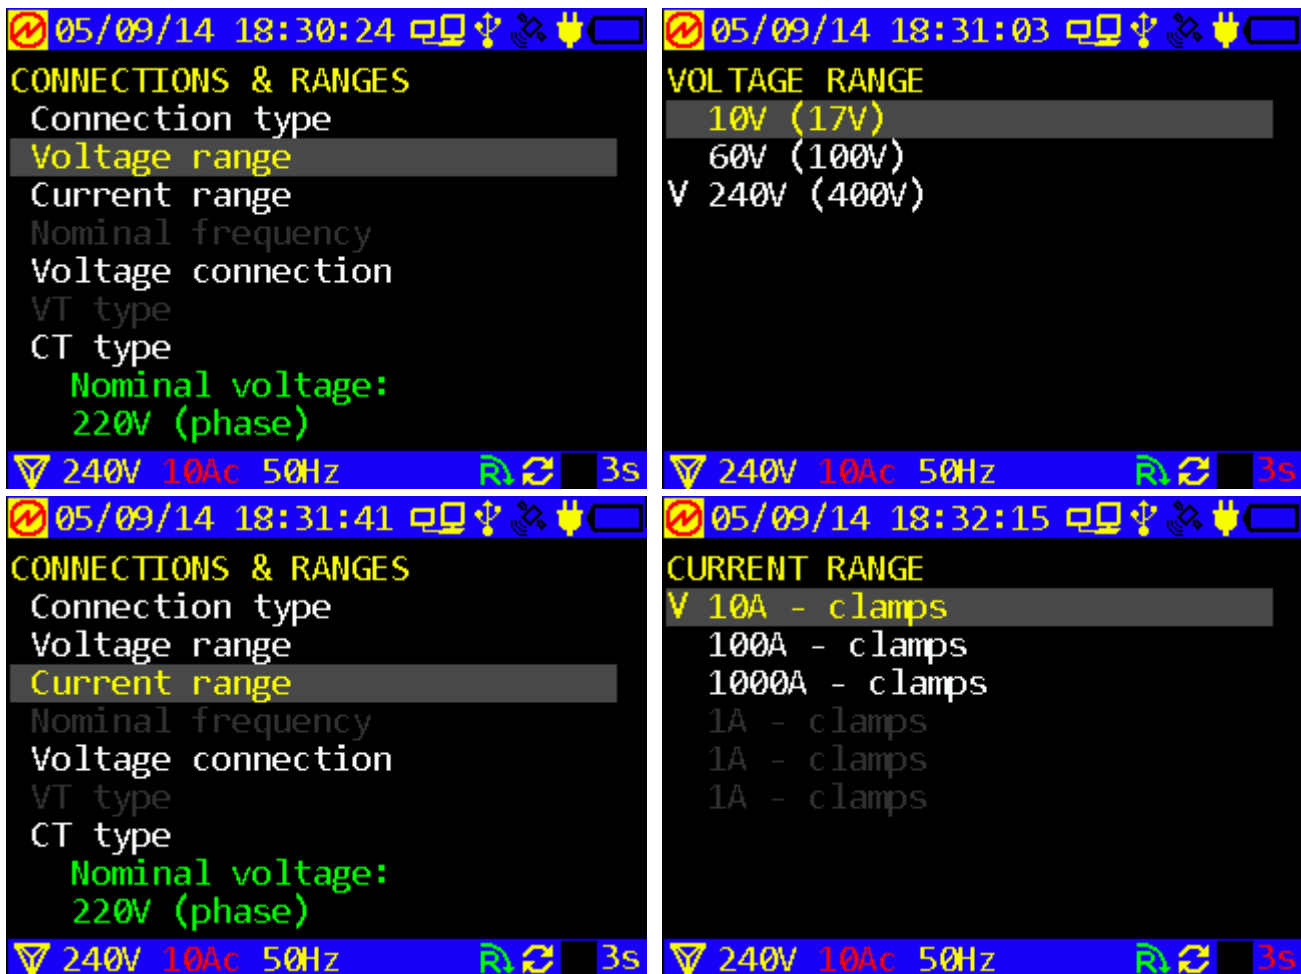 05/09/14 18:30:24
CONNECTIONS & RANGES
Connection type
Voltage range
Current range
Nominal frequency
Voltage connection
VT type
CT type
Nominal voltage:
220V (phase)
240V 10Ac 50Hz R 3s
05/09/14 18:31:03
VOLTAGE RANGE
10V (17V)
60V (100V)
V 240V (400V)
240V 10Ac 50Hz R 3s
05/09/14 18:31:41
CONNECTIONS & RANGES
Connection type
Voltage range
Current range
Nominal frequency
Voltage connection
VT type
CT type
Nominal voltage:
220V (phase)
240V 10Ac 50Hz R 3s
05/09/14 18:32:15
CURRENT RANGE
V 10A - clamps
100A - clamps
1000A - clamps
1A - clamps
1A - clamps
1A - clamps
240V 10Ac 50Hz R 3s